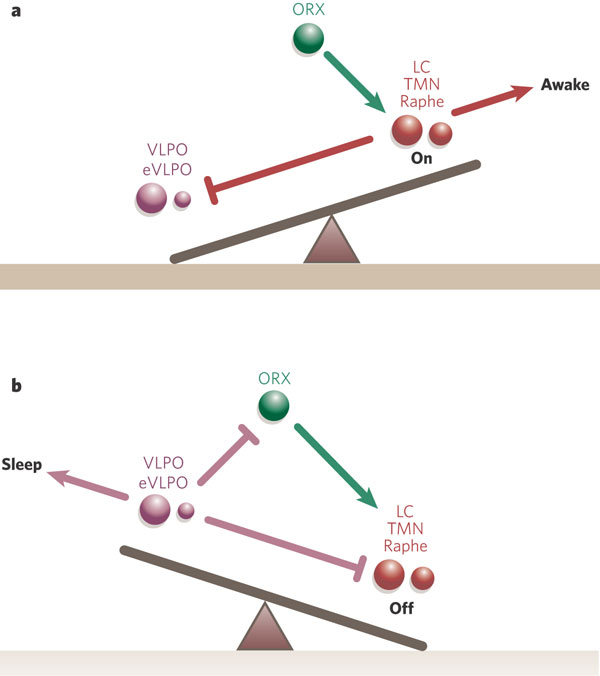 a
ORX
LC
TMN
Raphe
Awake
On
VLPO
eVLPO
b
ORX
Sleep
VLPO
eVLPO
LC
TMN
Raphe
Off